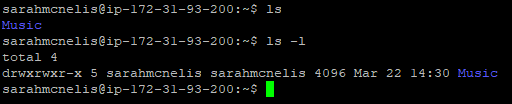 sarahmcnelis@ip-172-31-93-200:~$ ls
Music
sarahmcnelis@ip-172-31-93-200:~$ ls -l
total 4
drwxrwxr-x 5 sarahmcnelis sarahmcnelis 4096 Mar 22 14:30 Music
sarahmcnelis@ip-172-31-93-200:~$